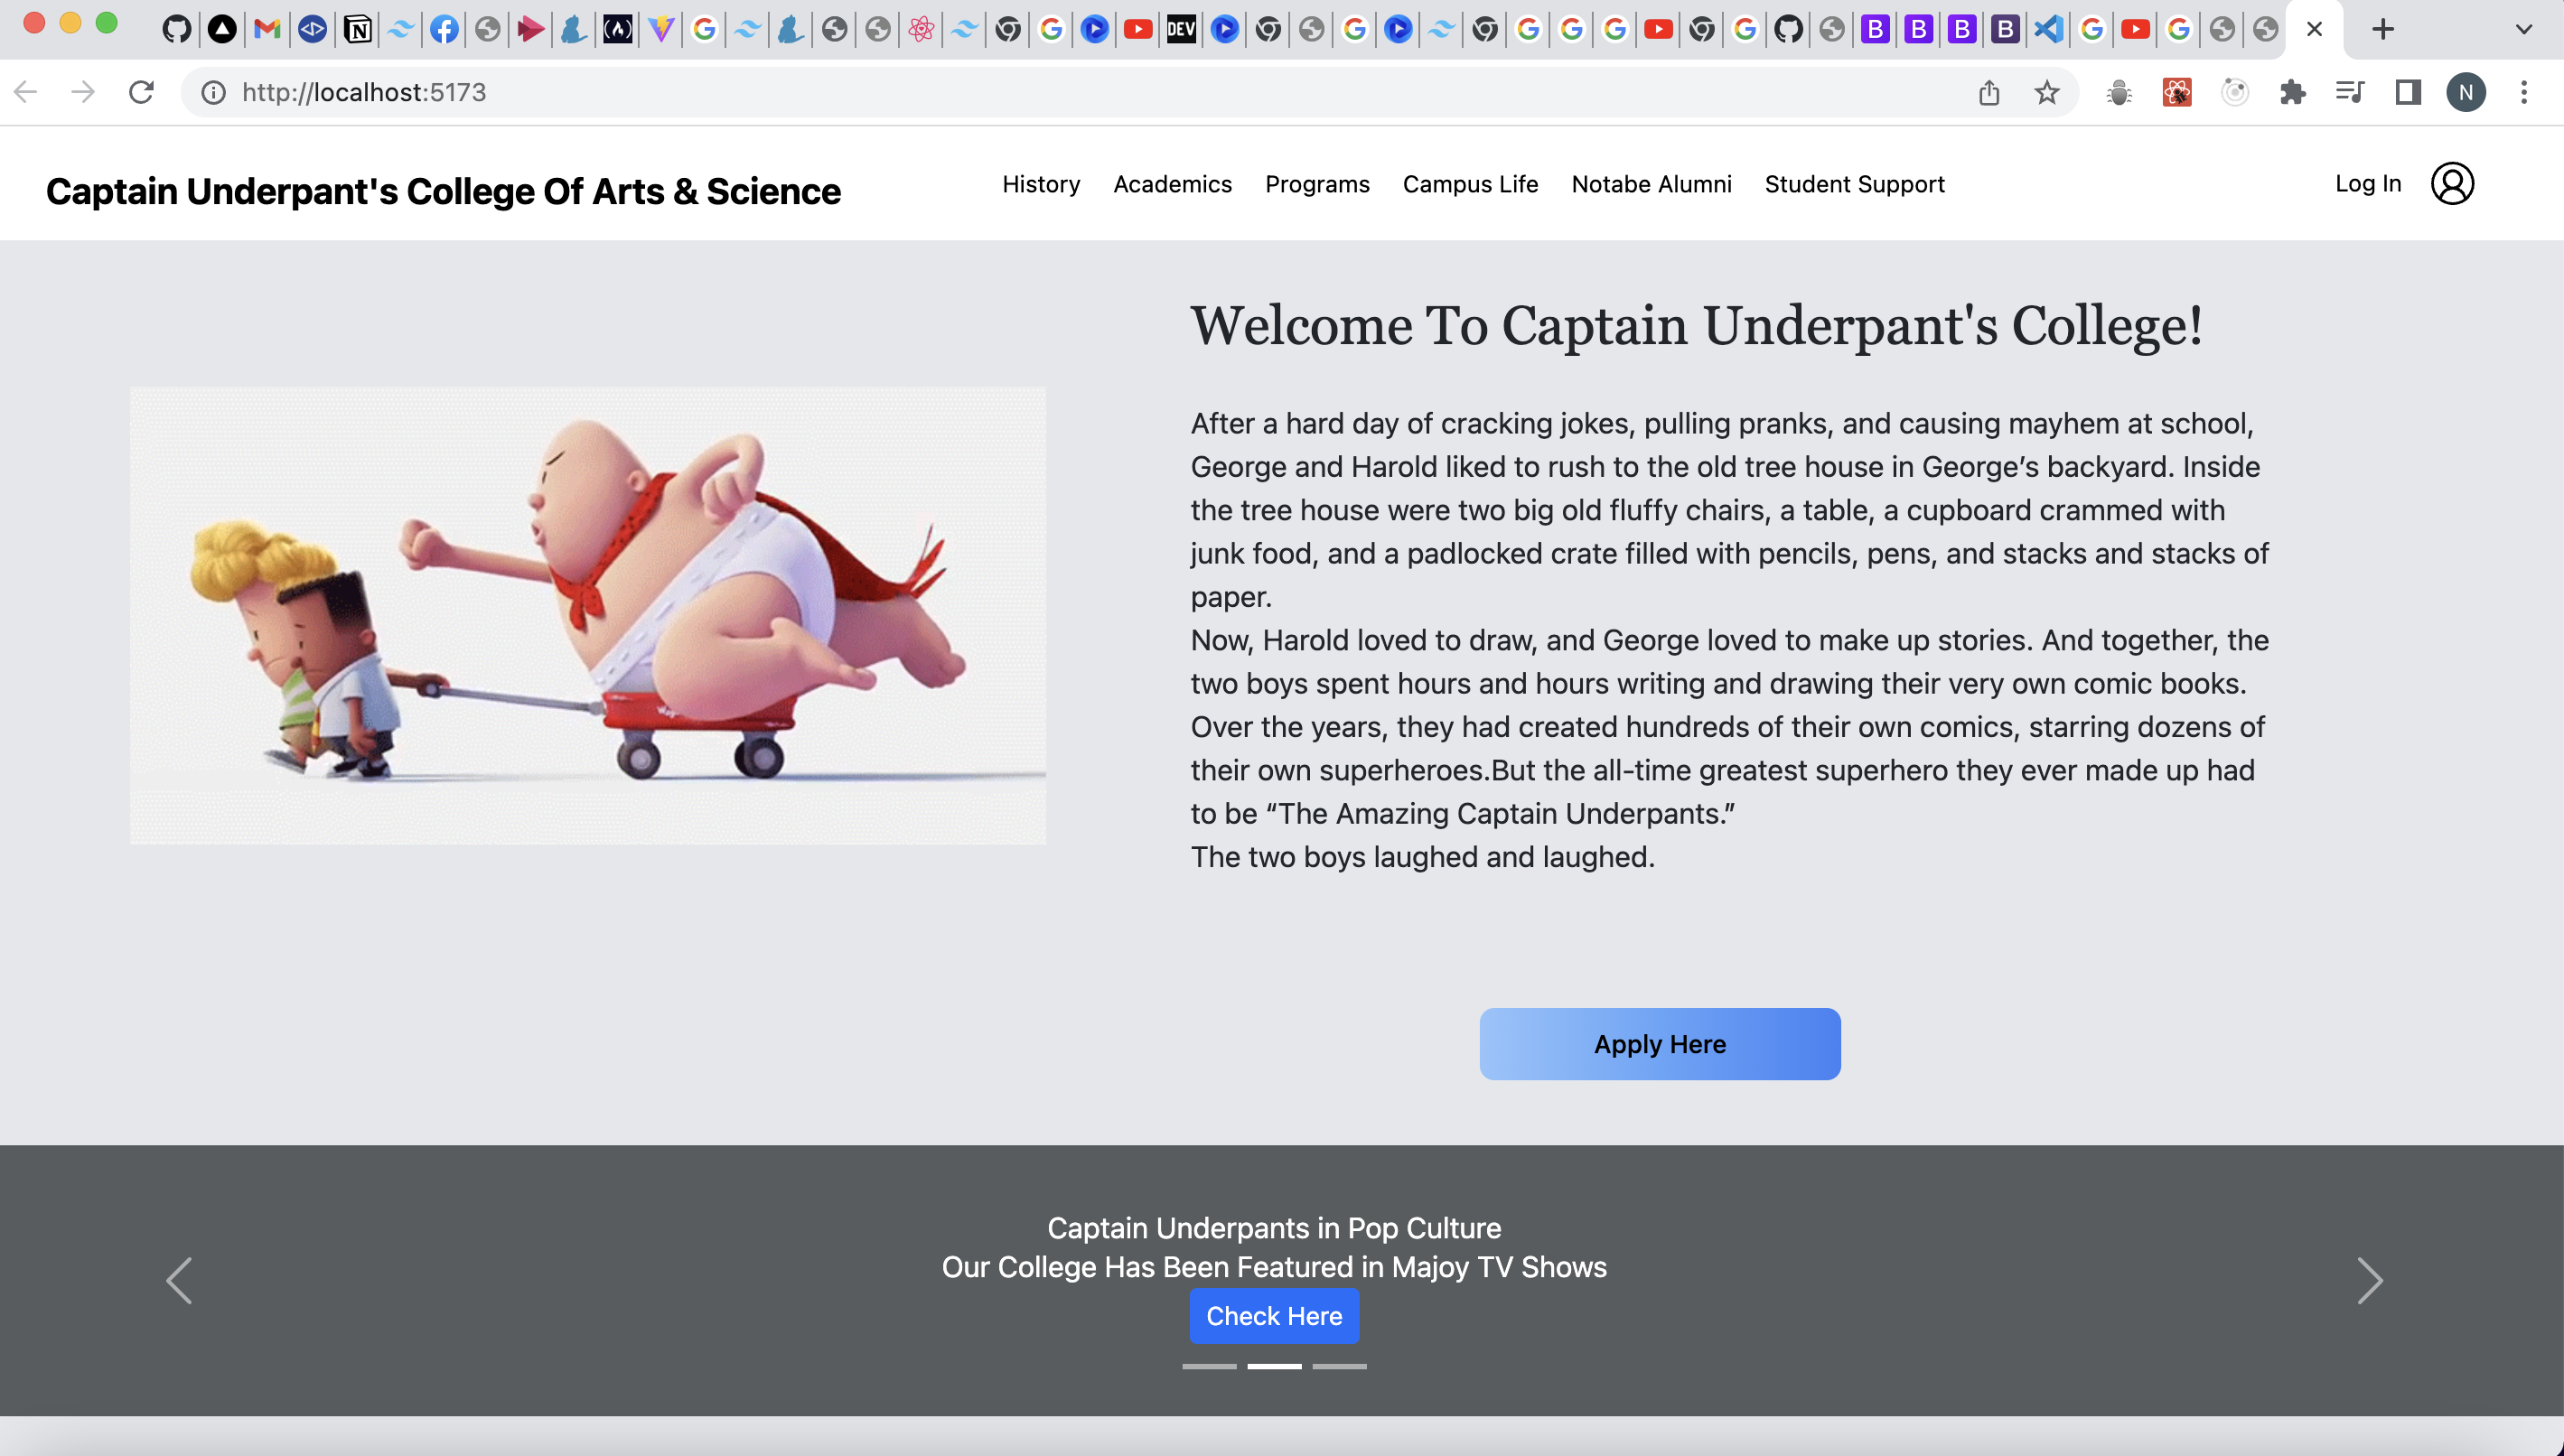 DEV
B
B
B
B
http://localhost:5173
N
Captain Underpant's College Of Arts & Science
History
Academics
Programs
Campus Life
Notabe Alumni
Student Support
Log In
Welcome To Captain Underpant's College!
After a hard day of cracking jokes, pulling pranks, and causing mayhem at school,
George and Harold liked to rush to the old tree house in George’s backyard. Inside
the tree house were two big old fluffy chairs, a table, a cupboard crammed with
junk food, and a padlocked crate filled with pencils, pens, and stacks and stacks of
paper.
Now, Harold loved to draw, and George loved to make up stories. And together, the
two boys spent hours and hours writing and drawing their very own comic books.
Over the years, they had created hundreds of their own comics, starring dozens of
their own superheroes.But the all-time greatest superhero they ever made up had
to be “The Amazing Captain Underpants.”
The two boys laughed and laughed.
Apply Here
Captain Underpants in Pop Culture
Our College Has Been Featured in Majoy TV Shows
Check Here